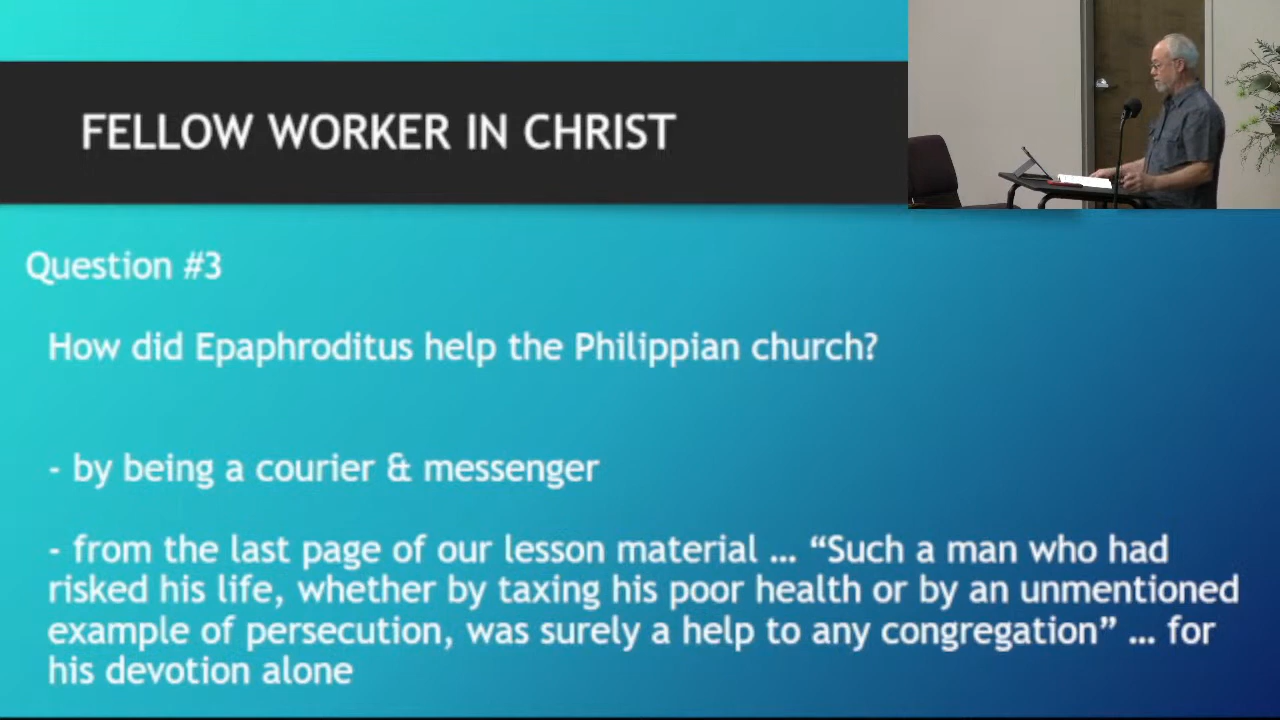 FELLOW WORKER IN CHRIST
Question #3
How did Epaphroditus help the Philippian church?
- by being a courier & messenger
- from the last page of our lesson material ... “Such a man who had
risked his life, whether by taxing his poor health or by an unmentioned
example of persecution, was surely a help to any congregation” ... for
his devotion alone